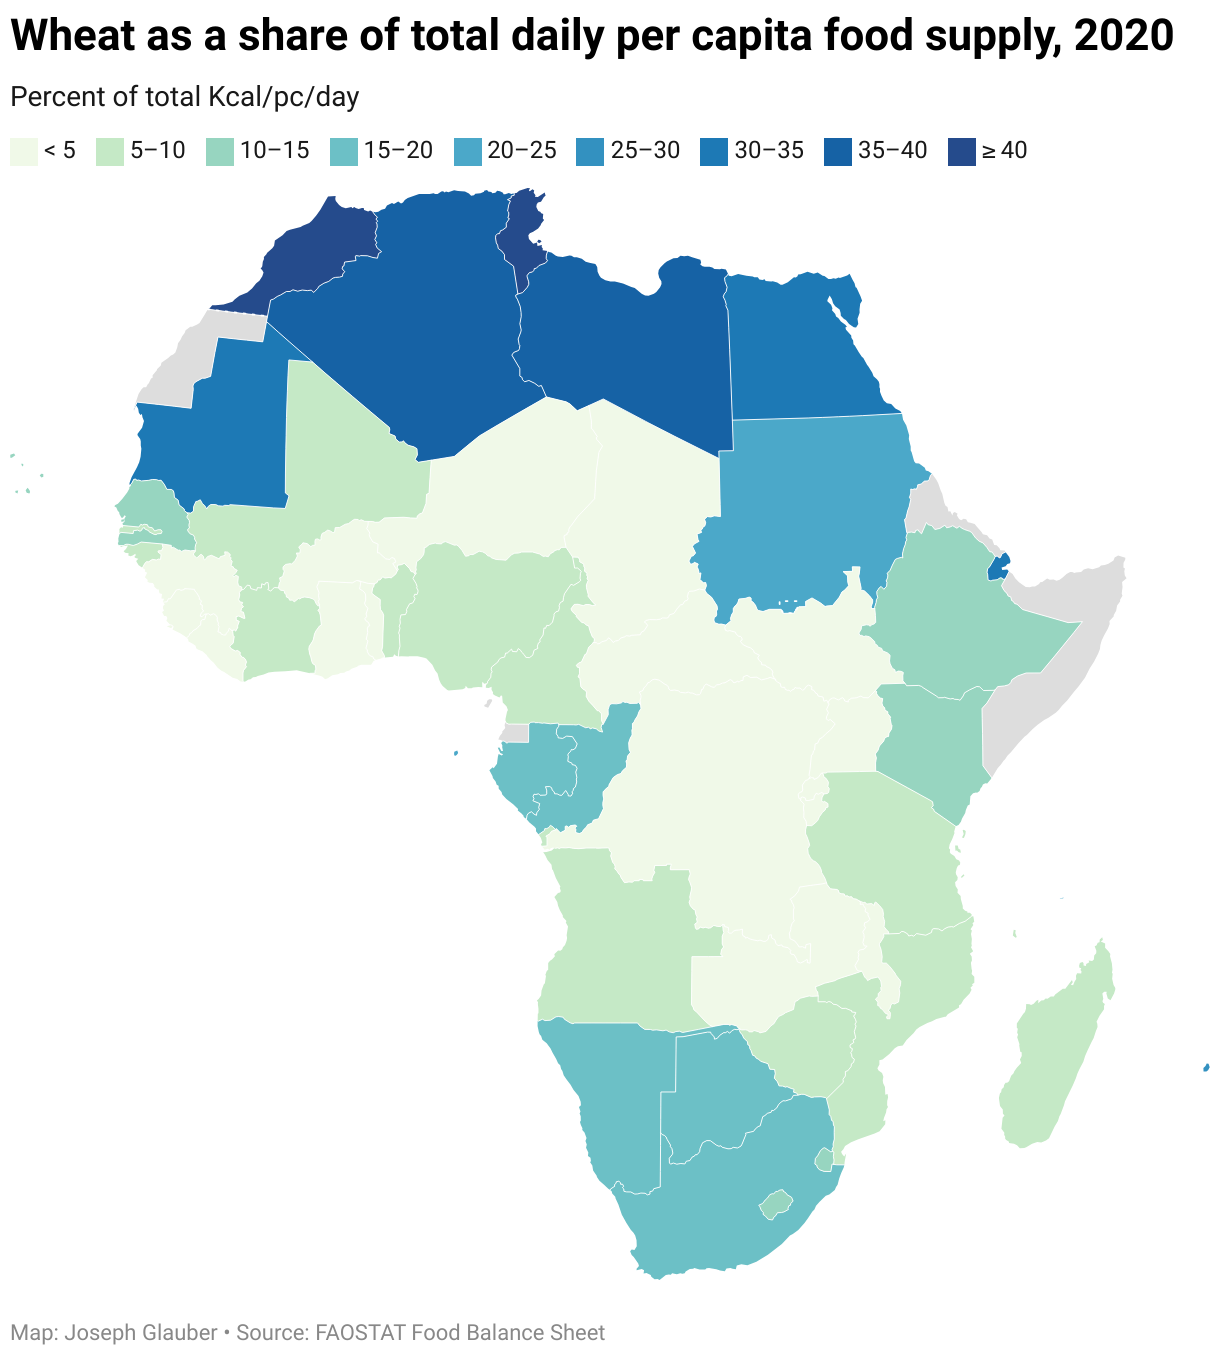 Wheat as a share of total daily per capita food supply, 2020
Percent of total Kcal/pc/day
< 5 5–10 10–15 15–20 20–25 25–30 30–35 35–40 ≥ 40
Map: Joseph Glauber • Source: FAOSTAT Food Balance Sheet